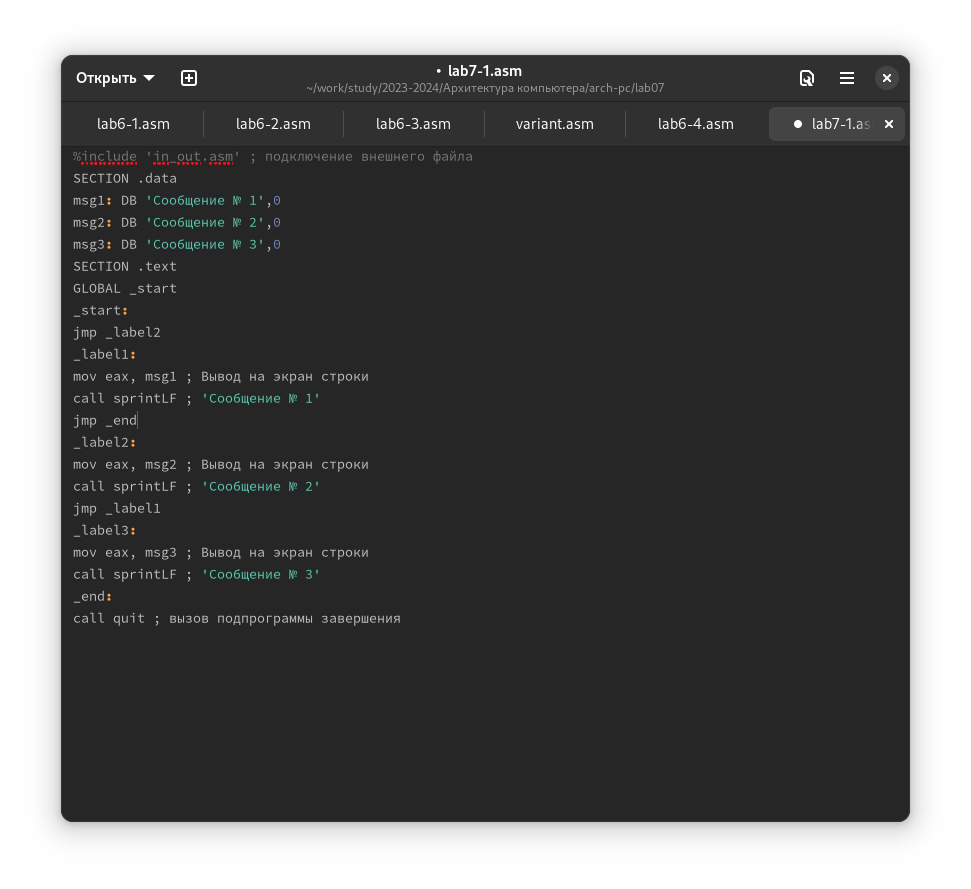 Открыть
• lab7-1.asm
~/work/study/2023-2024/Архитектура компьютера/arch-pc/lab07
lab6-1.asm lab6-2.asm lab6-3.asm variant.asm lab6-4.asm ● lab7-1.as
%include 'in_out.asm' ; подключение внешнего файла
SECTION .data
msg1: DB 'Сообщение № 1',0
msg2: DB 'Сообщение № 2',0
msg3: DB 'Сообщение № 3',0
SECTION .text
GLOBAL _start
_start:
jmp _label2
_label1:
mov eax, msg1 ; Вывод на экран строки
call sprintLF ; 'Сообщение № 1'
jmp _end
_label2:
mov eax, msg2 ; Вывод на экран строки
call sprintLF ; 'Сообщение № 2'
jmp _label1
_label3:
mov eax, msg3 ; Вывод на экран строки
call sprintLF ; 'Сообщение № 3'
_end:
call quit ; вызов подпрограммы завершения